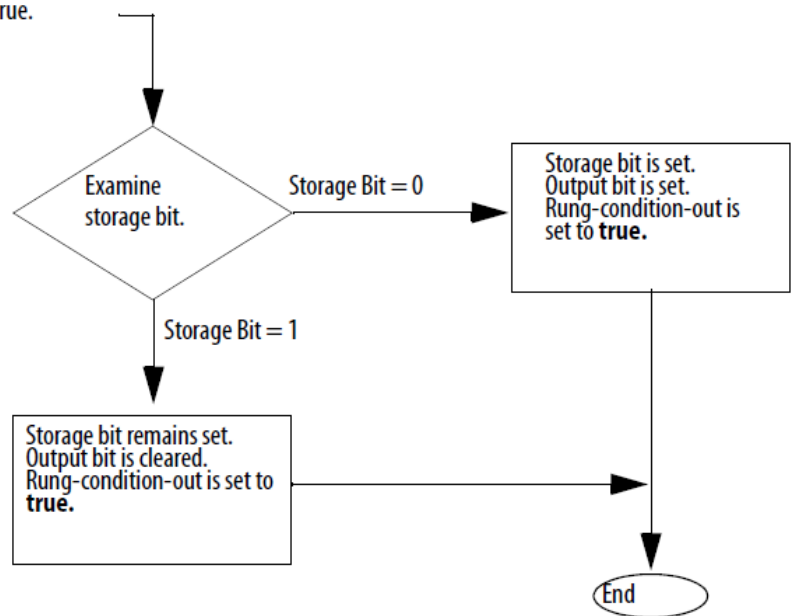 rue.
Examine
storage bit.
Storage Bit = 0
Storage bit is set.
Output bit is set.
Rung-condition-out is
set to true.
Storage Bit = 1
Storage bit remains set.
Output bit is cleared.
Rung-condition-out is set to
true.
End